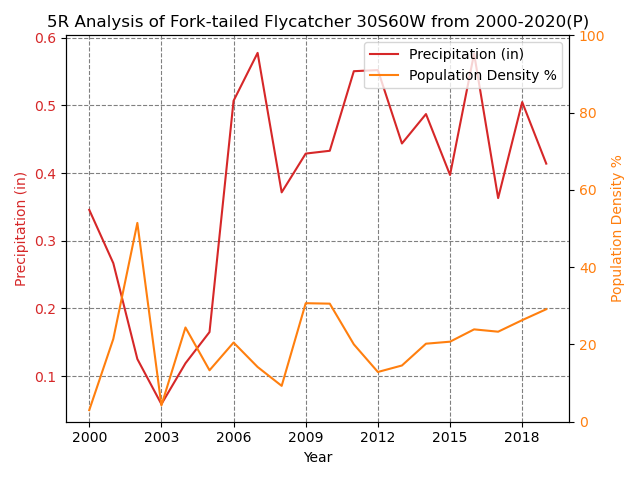 5R Analysis of Fork-tailed Flycatcher 30S60W from 2000-2020(P)
Precipitation (in)
Population Density %
0.6
0.5
0.4
0.3
0.2
0.1
Precipitation (in)
100
80
60
40
20
0
Population Density %
2000 2003 2006 2009 2012 2015 2018
Year